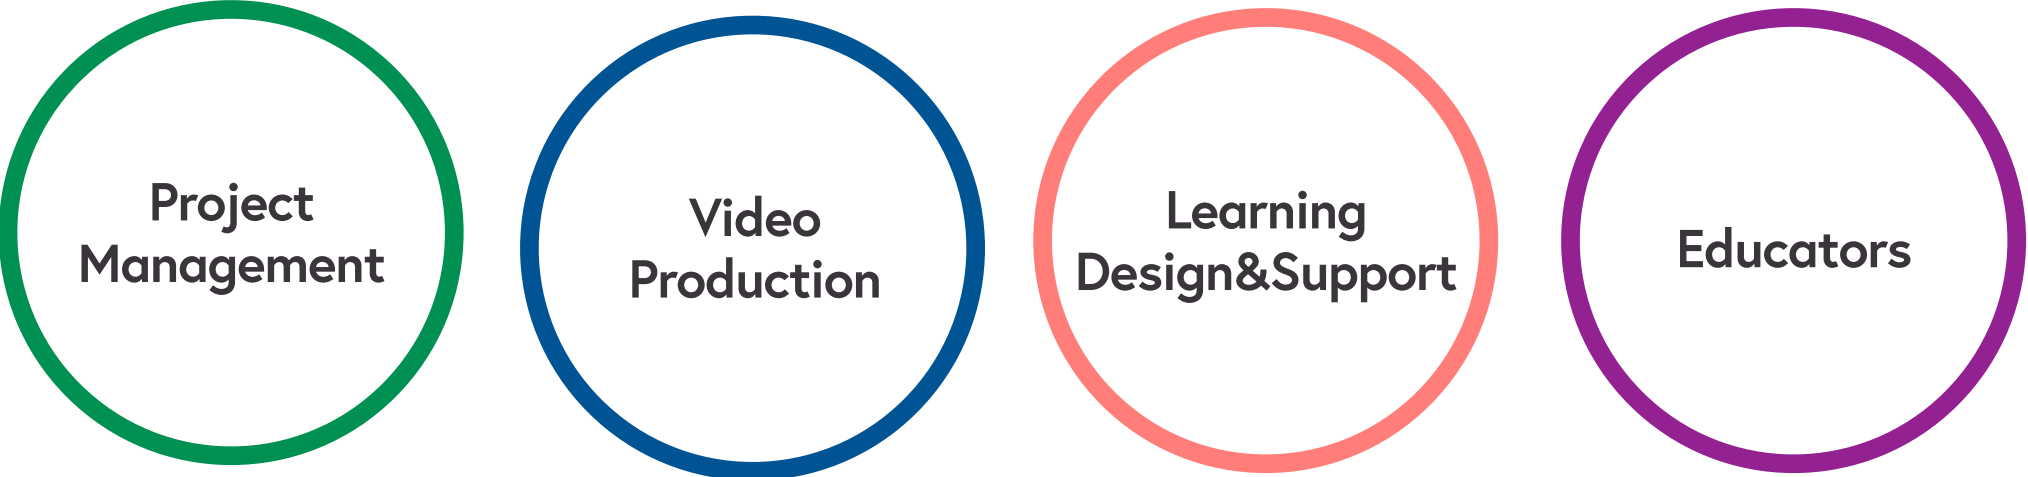 Project
Management
Video
Production
Learning
Design&Support
Educators